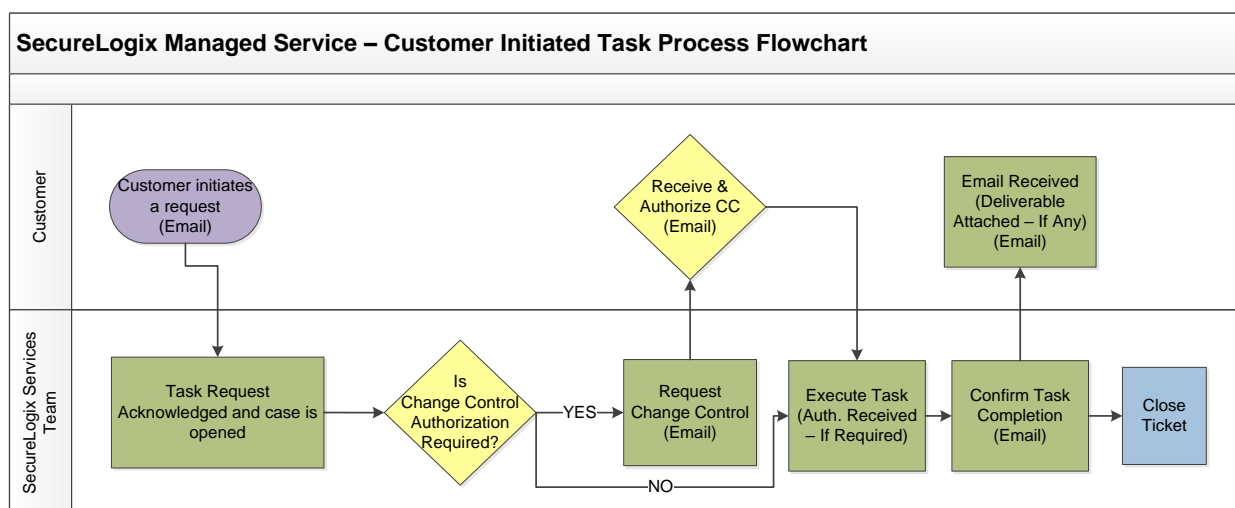 SecureLogix Managed Service – Customer Initiated Task Process Flowchart
Customer
Customer initiates
a request
(Email)
Receive &
Authorize CC
(Email)
Email Received
(Deliverable
Attached – If Any)
(Email)
SecureLogix Services
Team
Task Request
Acknowledged and case is
opened
Is
Change Control
Authorization
Required?
YES
NO
Request
Change Control
(Email)
Execute Task
(Auth. Received
– If Required)
Confirm Task
Completion
(Email)
Close
Ticket